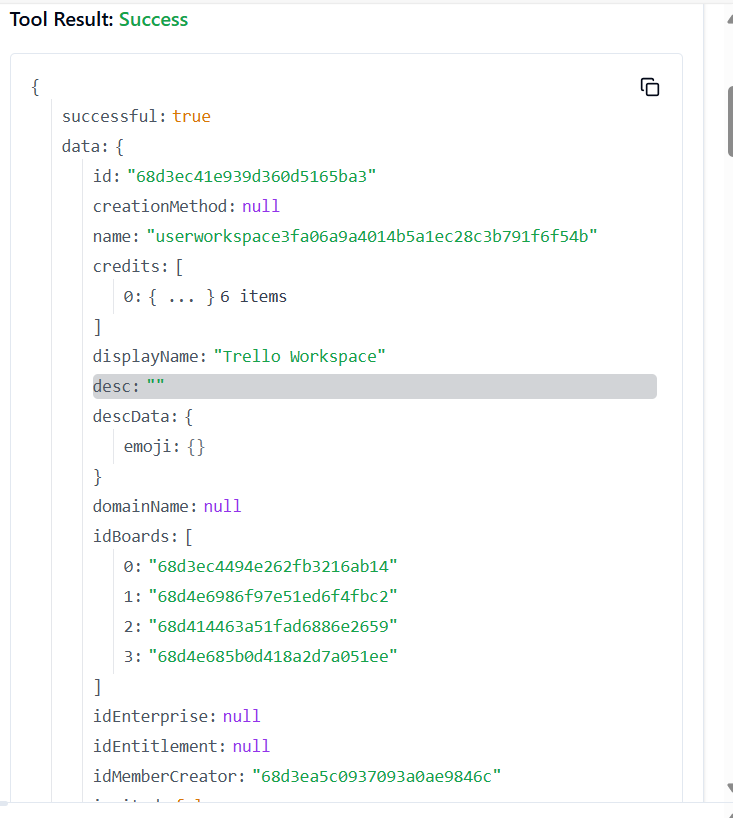 Tool Result: Success
{
successful: true
data: {
id: "68d3ec41e939d360d5165ba3"
creationMethod: null
name: "userworkspace3fa06a9a4014b5a1ec28c3b791f6f54b"
credits: [
0: { ... } 6 items
]
displayName: "Trello Workspace"
desc: ""
descData: {
emoji: {}
}
domainName: null
idBoards: [
0: "68d3ec4494e262fb3216ab14"
1: "68d4e6986f97e51ed6f4fbc2"
2: "68d414463a51fad6886e2659"
3: "68d4e685b0d418a2d7a051ee"
]
idEnterprise: null
idEntitlement: null
idMemberCreator: "68d3ea5c0937093a0ae9846c"